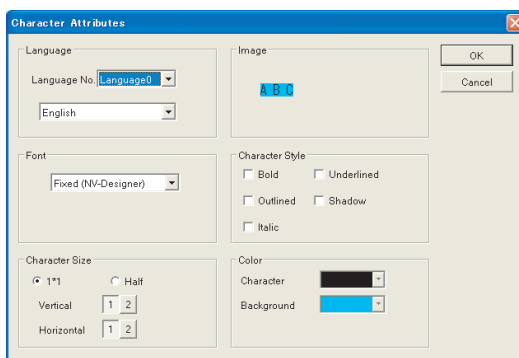 Character Attributes
Language
Language No. Language0
English
Image
A B C
OK
Cancel
Font
Fixed (NV-Designer)
Character Style
Bold Underlined
Outlined Shadow
Italic
Character Size
1*1 Half
Vertical 1 2
Horizontal 1 2
Color
Character
Background